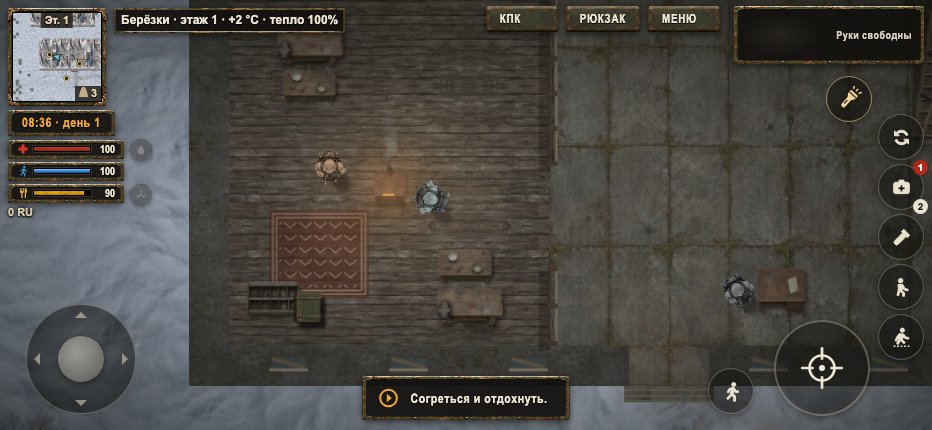 Эт. 1
3
Берёзки · этаж 1 · +2 °C · тепло 100%
КПК
РЮКЗАК
МЕНЮ
Руки свободны
08:36 · день 1
100
100
90
0 RU
1
2
Согреться и отдохнуть.